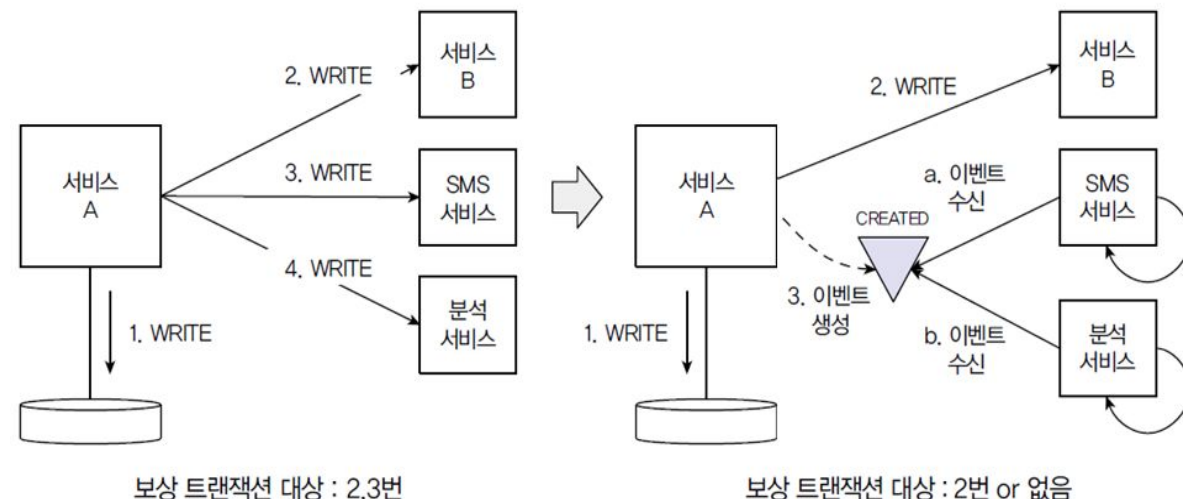 서비스
A
1. WRITE
2. WRITE
3. WRITE
4. WRITE
서비스
B
SMS
서비스
분석
서비스
보상 트랜잭션 대상 : 2,3번
서비스
A
1. WRITE
2. WRITE
3. 이벤트
생성
CREATED
a. 이벤트
수신
b. 이벤트
수신
서비스
B
SMS
서비스
분석
서비스
보상 트랜잭션 대상 : 2번 or 없음